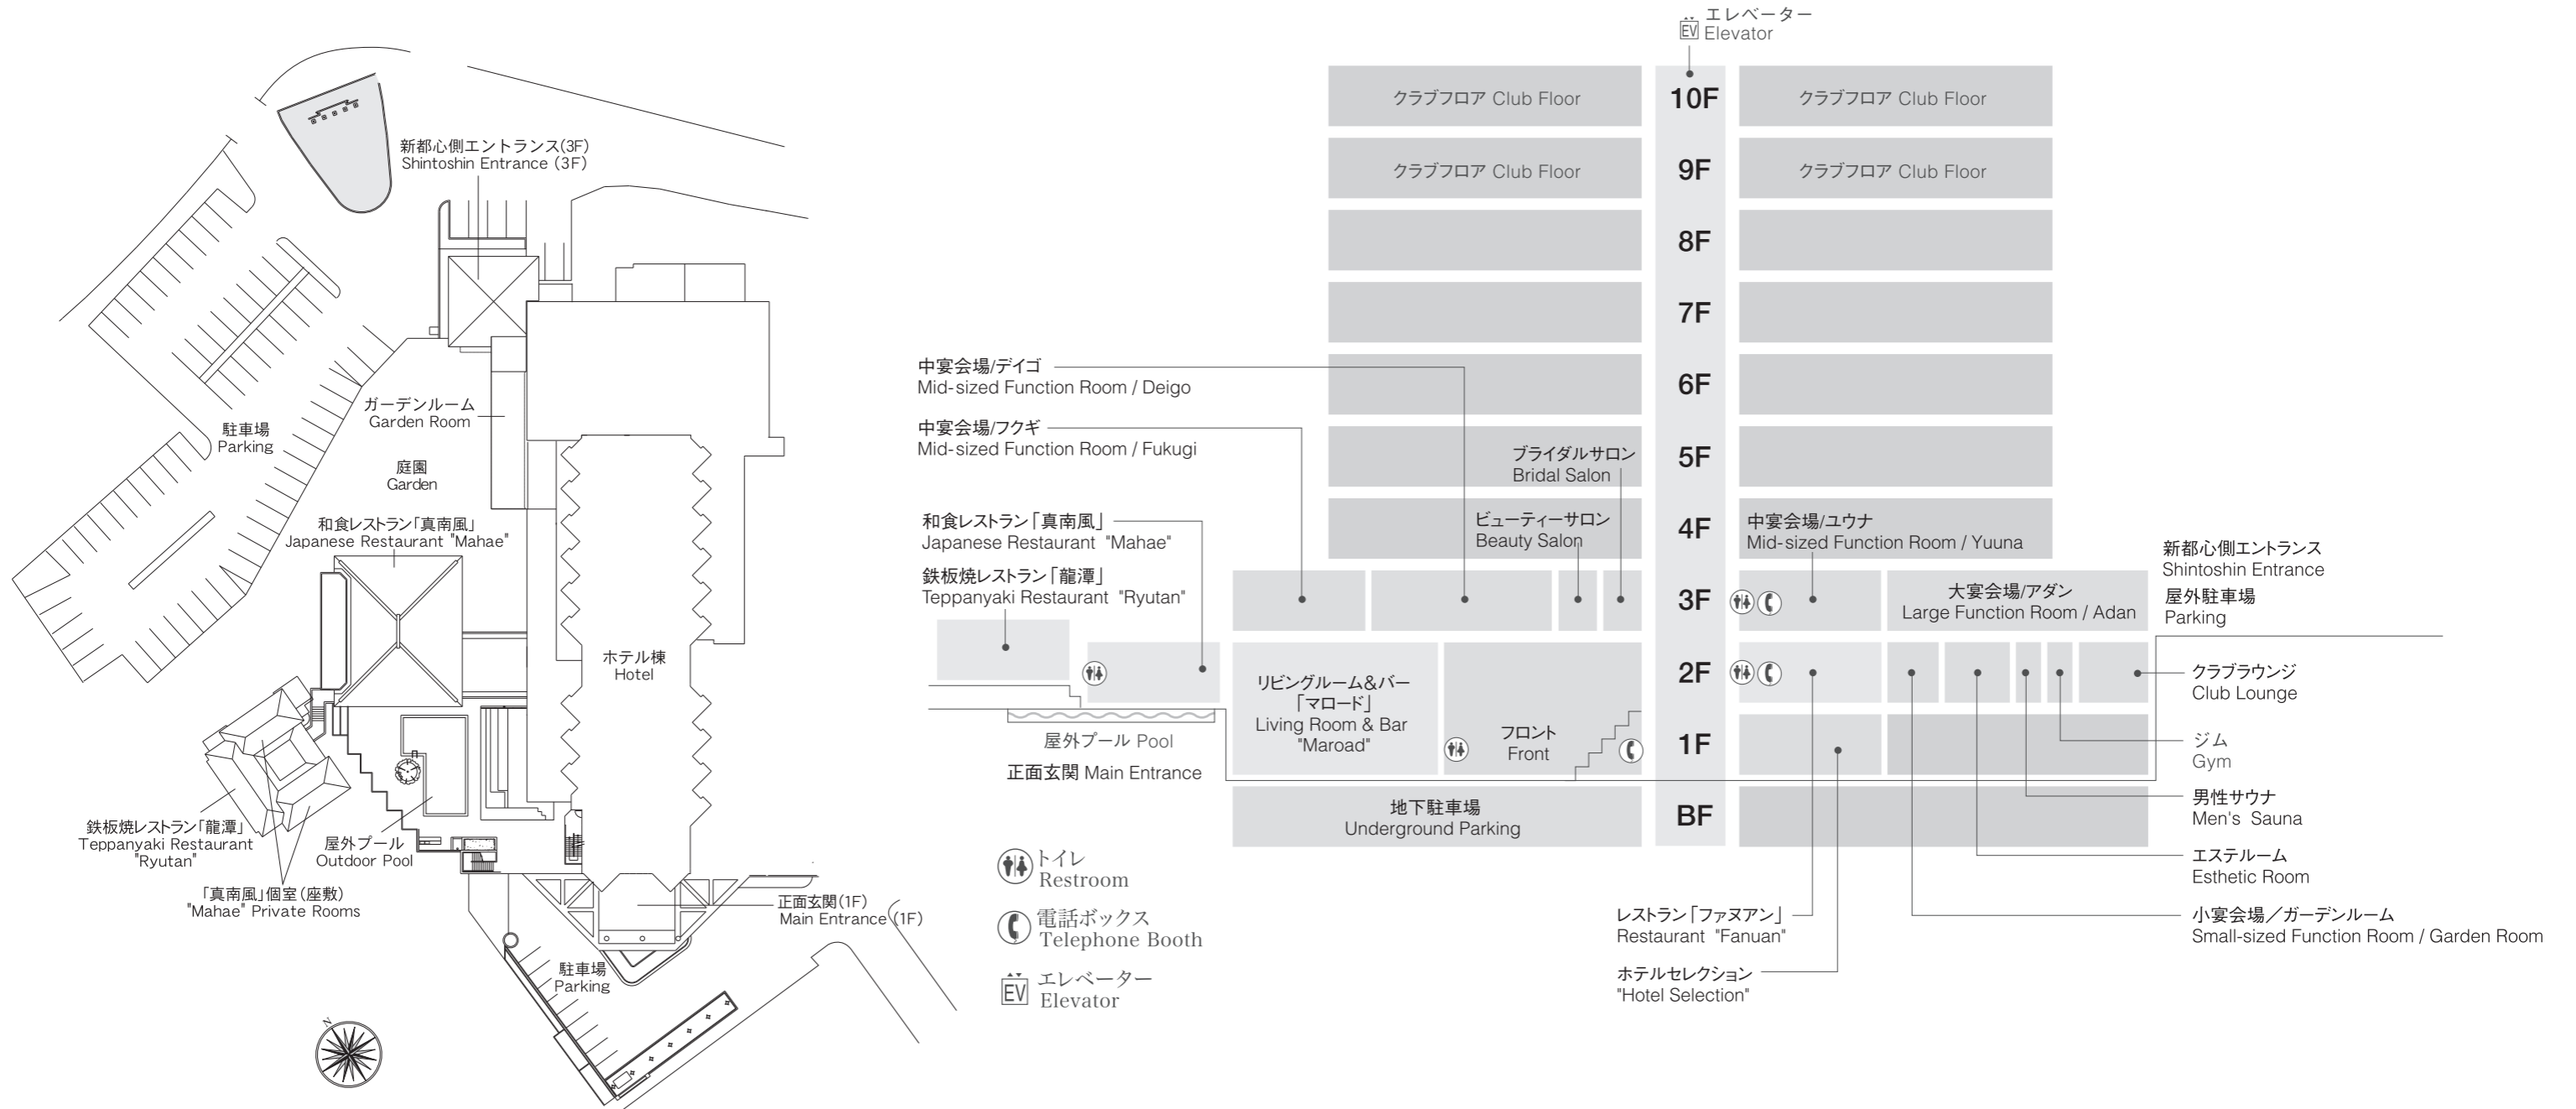 新都心側エントランス(3F)
Shintoshin Entrance (3F)
ガーデンルーム
Garden Room
駐車場
Parking
庭園
Garden
和食レストラン「真南風」
Japanese Restaurant "Mahae"
ホテル棟
Hotel
鉄板焼レストラン「龍潭」
Teppanyaki Restaurant
"Ryutan"
屋外プール
Outdoor Pool
「真南風」個室(座敷)
"Mahae" Private Rooms
正面玄関(1F)
Main Entrance (1F)
駐車場
Parking
N
エレベーター
EV Elevator
クラブフロア Club Floor
10F
クラブフロア Club Floor
クラブフロア Club Floor
9F
クラブフロア Club Floor
8F
7F
中宴会場/デイゴ
Mid-sized Function Room / Deigo
6F
中宴会場/フクギ
Mid-sized Function Room / Fukugi
ブライダルサロン
Bridal Salon
5F
和食レストラン「真南風」
Japanese Restaurant "Mahae"
ビューティーサロン
Beauty Salon
4F
中宴会場/ユウナ
Mid-sized Function Room / Yuuna
鉄板焼レストラン「龍潭」
Teppanyaki Restaurant "Ryutan"
3F
大宴会場/アダン
Large Function Room / Adan
新都心側エントランス
Shintoshin Entrance
屋外駐車場
Parking
リビングルーム&バー
「マロード」
Living Room & Bar
"Maroad"
2F
クラブラウンジ
Club Lounge
屋外プール Pool
フロント
Front
1F
ジム
Gym
正面玄関 Main Entrance
地下駐車場
Underground Parking
BF
男性サウナ
Men's Sauna
エステルーム
Esthetic Room
レストラン「ファヌアン」
Restaurant "Fanuan"
小宴会場／ガーデンルーム
Small-sized Function Room / Garden Room
ホテルセレクション
"Hotel Selection"
トイレ
Restroom
電話ボックス
Telephone Booth
エレベーター
EV Elevator